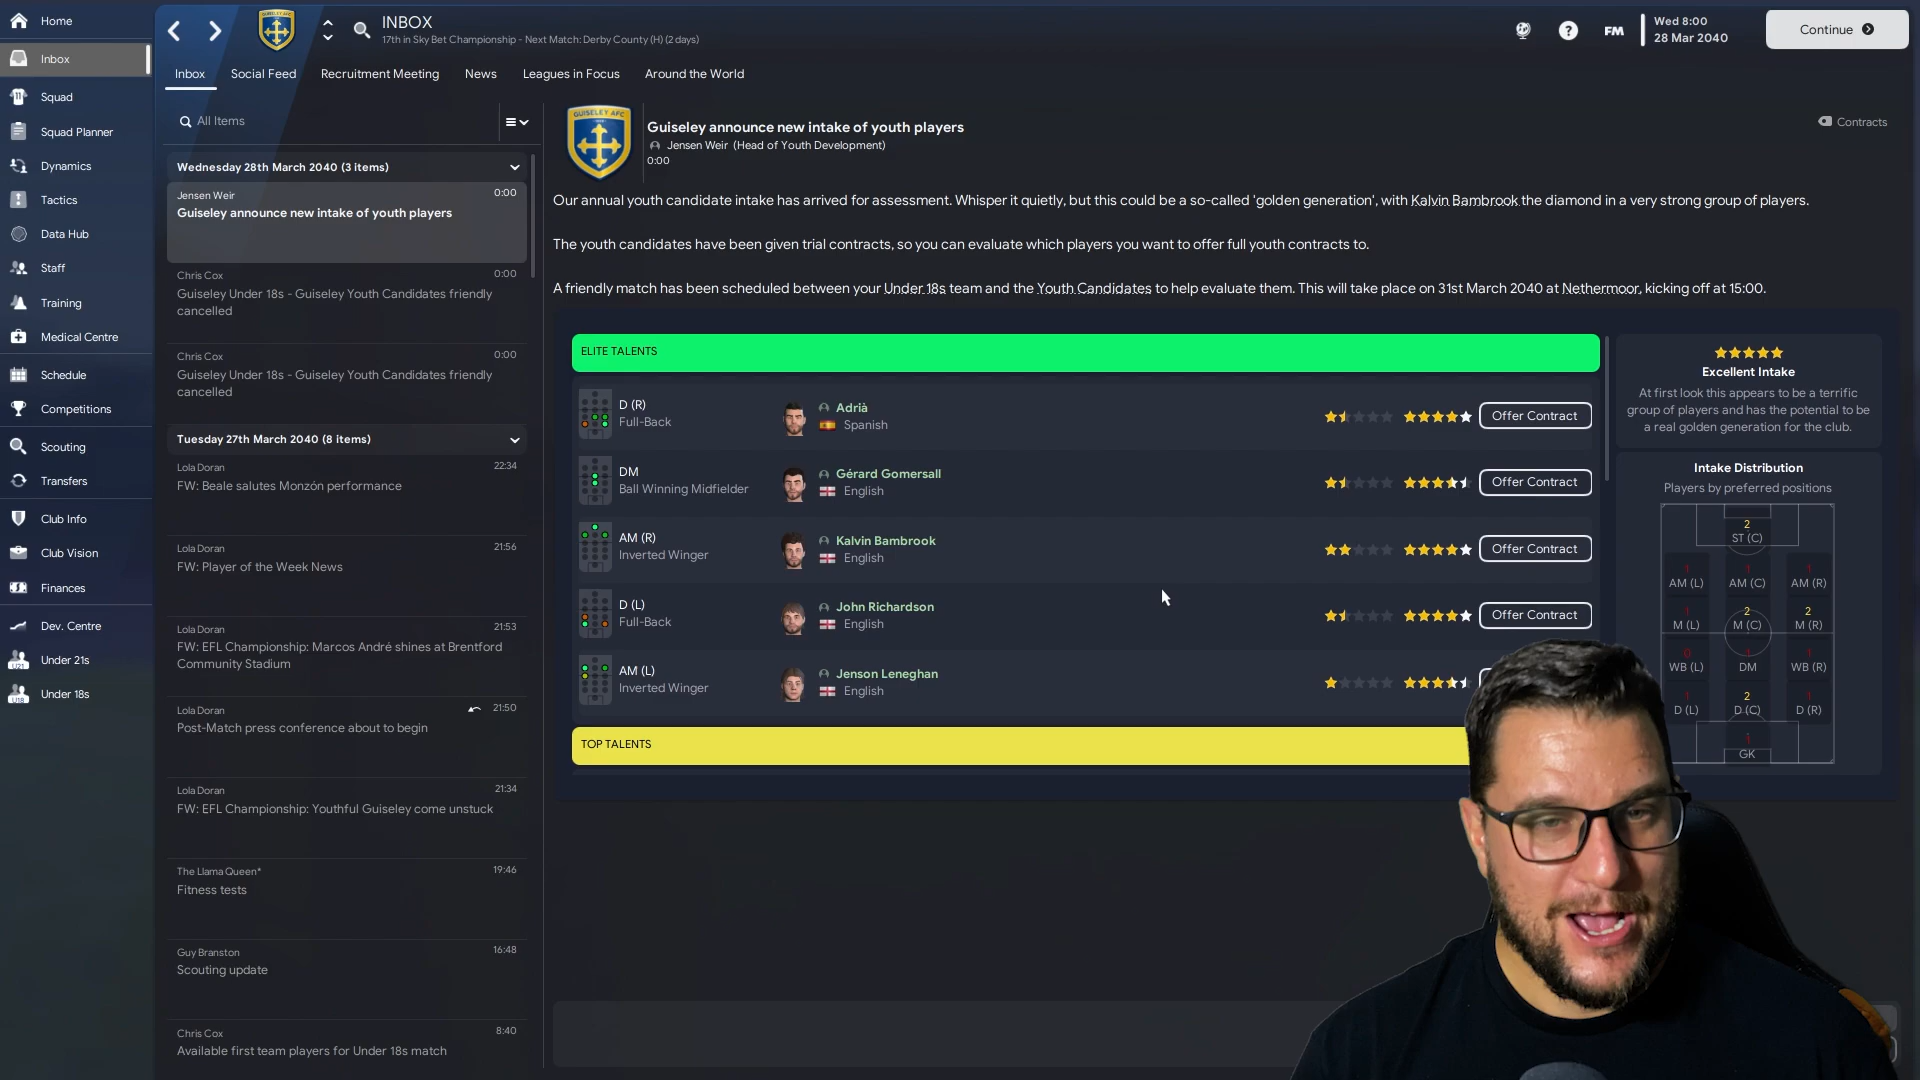 Home
Inbox
Squad
Squad Planner
Dynamics
Tactics
Data Hub
Staff
Training
Medical Centre
Schedule
Competitions
Scouting
Transfers
Club Info
Club Vision
Finances
Dev. Centre
Under 21s
Under 18s
INBOX
17th in Sky Bet Championship - Next Match: Derby County (H) (2 days)
FM
Wed 8:00
28 Mar 2040
Continue
Inbox Social Feed Recruitment Meeting News Leagues in Focus Around the World
All Items
Wednesday 28th March 2040 (3 items)
Jensen Weir 0:00
Guiseley announce new intake of youth players
Chris Cox 0:00
Guiseley Under 18s - Guiseley Youth Candidates friendly
cancelled
Chris Cox 0:00
Guiseley Under 18s - Guiseley Youth Candidates friendly
cancelled
Tuesday 27th March 2040 (8 items)
Lola Doran 22:34
FW: Beale salutes Monzón performance
Lola Doran 21:56
FW: Player of the Week News
Lola Doran 21:53
FW: EFL Championship: Marcos André shines at Brentford
Community Stadium
Lola Doran 21:50
Post-Match press conference about to begin
Lola Doran 21:34
FW: EFL Championship: Youthful Guiseley come unstuck
The Llama Queen* 19:46
Fitness tests
Guy Branston 16:48
Scouting update
Chris Cox 8:40
Available first team players for Under 18s match
GUISELEY AFC
Guiseley announce new intake of youth players
Jensen Weir (Head of Youth Development)
0:00
Contracts
Our annual youth candidate intake has arrived for assessment. Whisper it quietly, but this could be a so-called 'golden generation', with Kalvin Bambrook the diamond in a very strong group of players.
The youth candidates have been given trial contracts, so you can evaluate which players you want to offer full youth contracts to.
A friendly match has been scheduled between your Under 18s team and the Youth Candidates to help evaluate them. This will take place on 31st March 2040 at Nethermoor, kicking off at 15:00.
ELITE TALENTS
D (R)
Full-Back
Adrià
Spanish
Offer Contract
DM
Ball Winning Midfielder
Gérard Gomersall
English
Offer Contract
AM (R)
Inverted Winger
Kalvin Bambrook
English
Offer Contract
D (L)
Full-Back
John Richardson
English
Offer Contract
AM (L)
Inverted Winger
Jenson Leneghan
English
TOP TALENTS
Excellent Intake
At first look this appears to be a terrific
group of players and has the potential to be
a real golden generation for the club.
Intake Distribution
Players by preferred positions
2
ST (C)
1 1 1
AM (L) AM (C) AM (R)
1 2 2
M (L) M (C) M (R)
0 1 1
WB (L) DM WB (R)
1 2 1
D (L) D (C) D (R)
1
GK